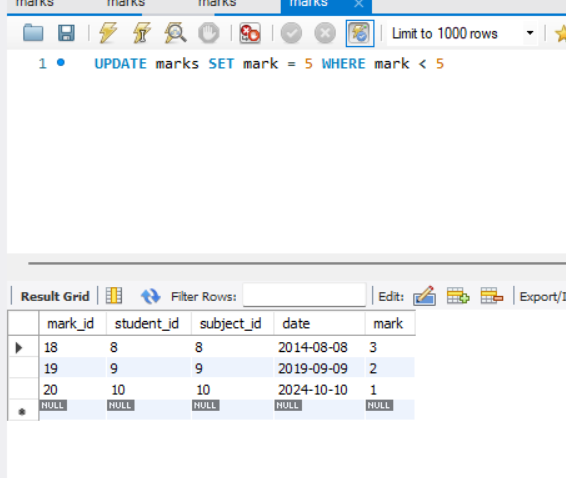 marks marks marks marks
Limit to 1000 rows
1 UPDATE marks SET mark = 5 WHERE mark < 5
Result Grid Filter Rows: Edit: Export/I
mark_id student_id subject_id date mark
18 8 8 2014-08-08 3
19 9 9 2019-09-09 2
20 10 10 2024-10-10 1
NULL NULL NULL NULL NULL